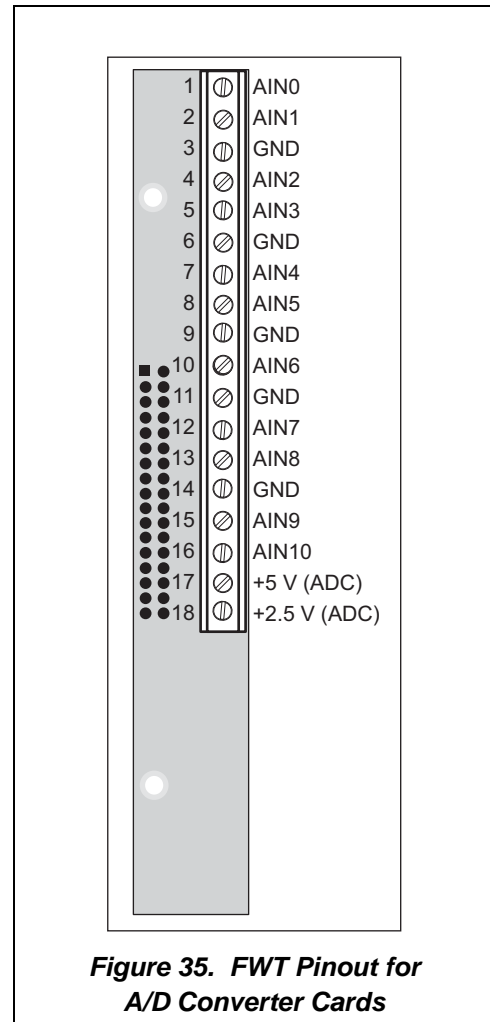 1 AIN0
2 AIN1
3 GND
4 AIN2
5 AIN3
6 GND
7 AIN4
8 AIN5
9 GND
10 AIN6
11 GND
12 AIN7
13 AIN8
14 GND
15 AIN9
16 AIN10
17 +5 V (ADC)
18 +2.5 V (ADC)
Figure 35. FWT Pinout for
A/D Converter Cards